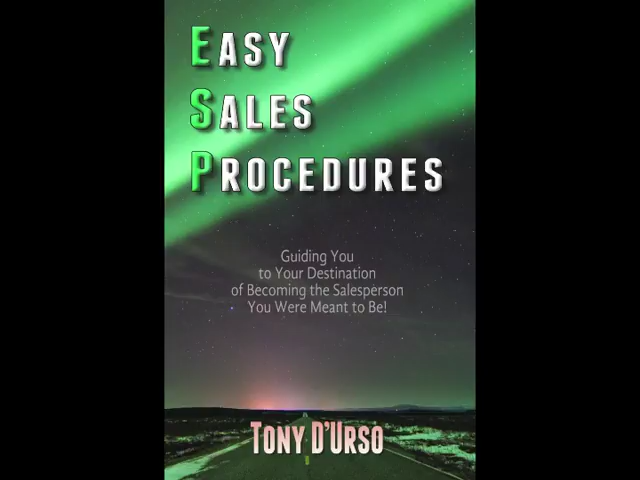 EASY
SALES
PROCEDURES
Guiding You
to Your Destination
of Becoming the Salesperson
You Were Meant to Be!
TONY D'URSO